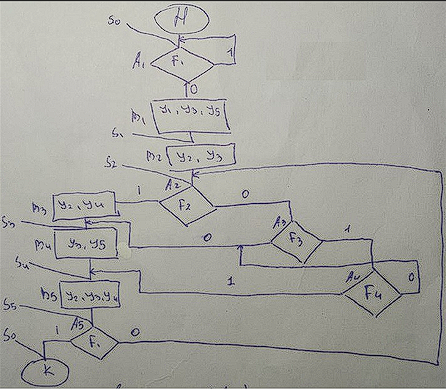 S0 H
A1 F1 1
0
B1 y1, y3, y5
S1
B2 y2, y3
S2
B3 y2, y4 1 A2 F2 0
S3
B4 y3, y5 0 A3 F3 1
S4 1 A4 F4 0
B5 y2, y3, y4
S5
S0 1 A5 F1 0
K